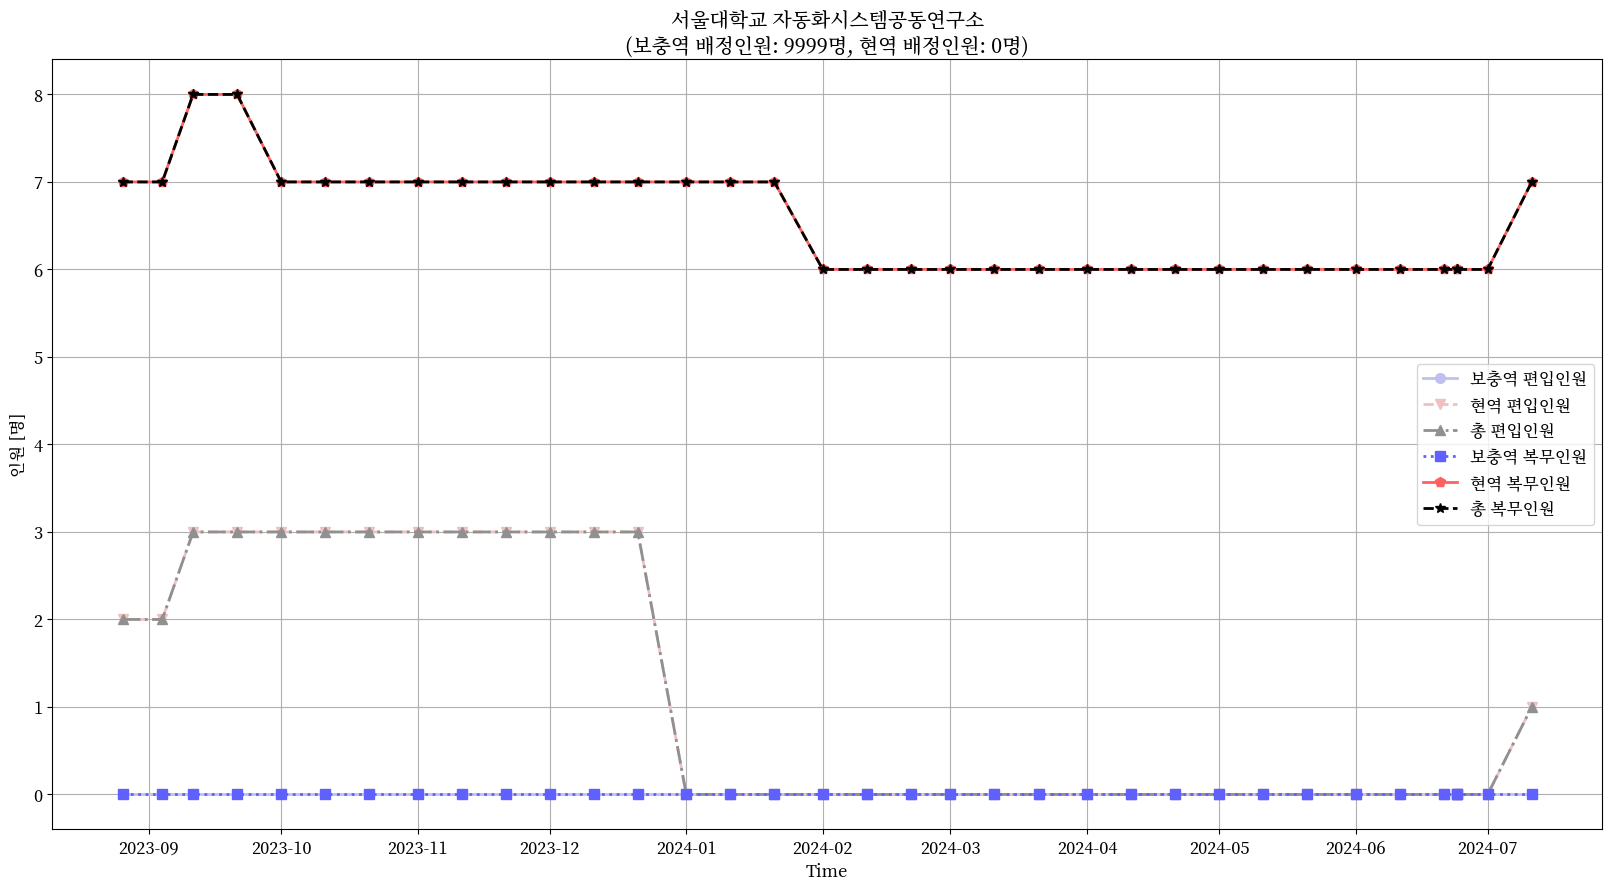 서울대학교 자동화시스템공동연구소
(보충역 배정인원: 9999명, 현역 배정인원: 0명)
인원 [명]
8
7
6
5
4
3
2
1
0
보충역 편입인원
현역 편입인원
총 편입인원
보충역 복무인원
현역 복무인원
총 복무인원
2023-09 2023-10 2023-11 2023-12 2024-01 2024-02 2024-03 2024-04 2024-05 2024-06 2024-07
Time